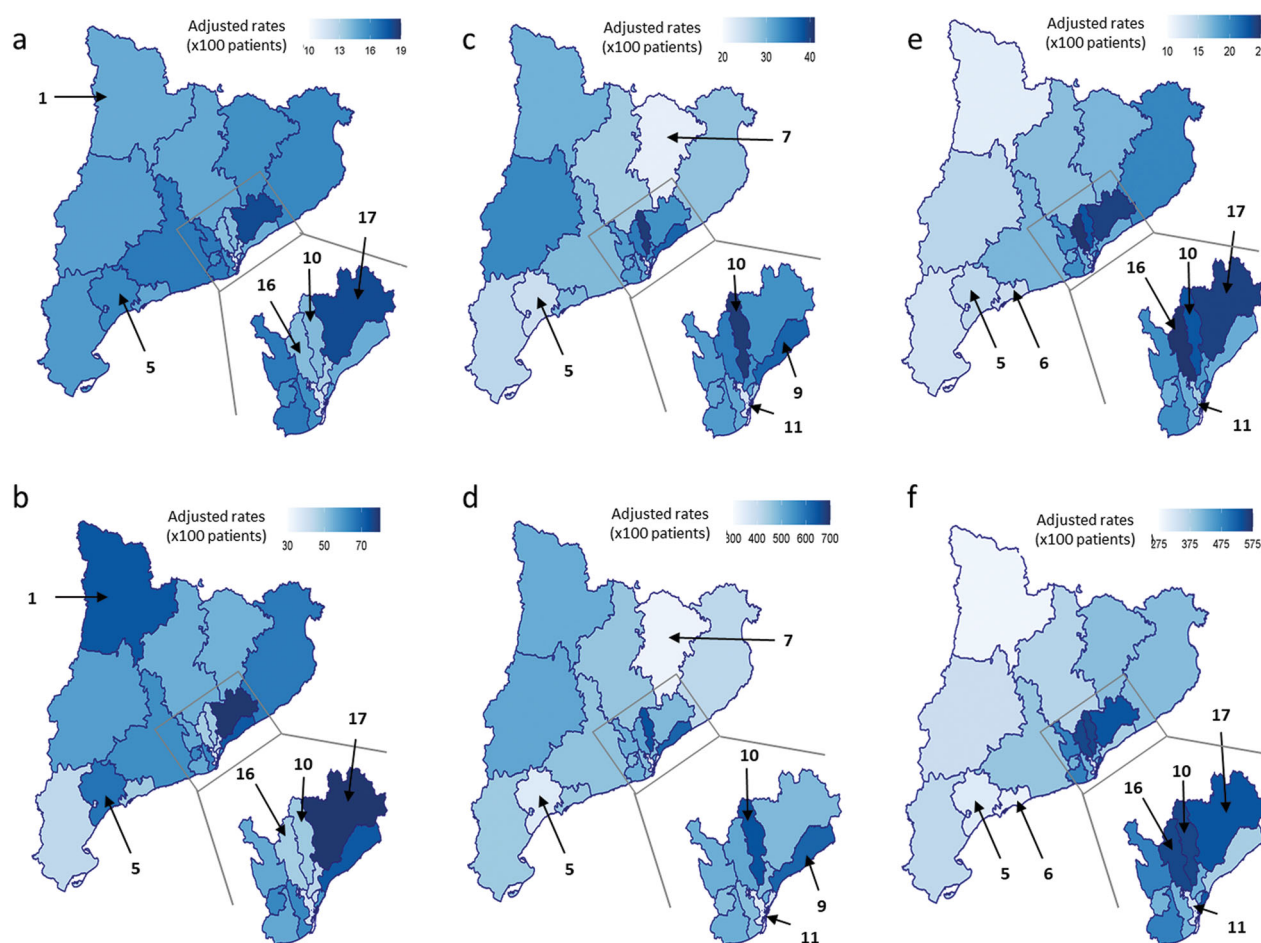 a
Adjusted rates
(x100 patients)
10 13 16 19
1
5
16
10
17
c
Adjusted rates
(x100 patients)
20 30 40
7
5
10
9
11
e
Adjusted rates
(x100 patients)
10 15 20
5
6
16
10
17
11
b
Adjusted rates
(x100 patients)
30 50 70
1
5
16
10
17
d
Adjusted rates
(x100 patients)
300 400 500 600 700
7
5
10
9
11
f
Adjusted rates
(x100 patients)
275 375 475 575
5
6
16
10
17
11